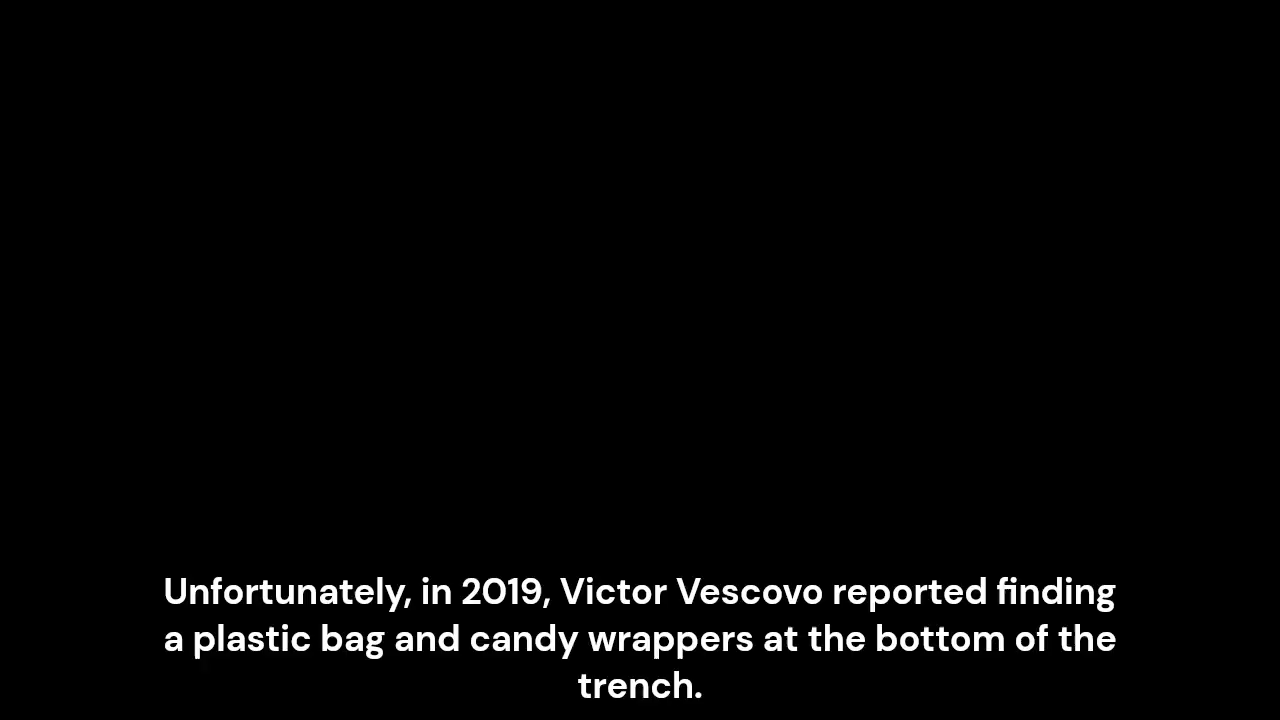 Unfortunately, in 2019, Victor Vescovo reported finding
a plastic bag and candy wrappers at the bottom of the
trench.